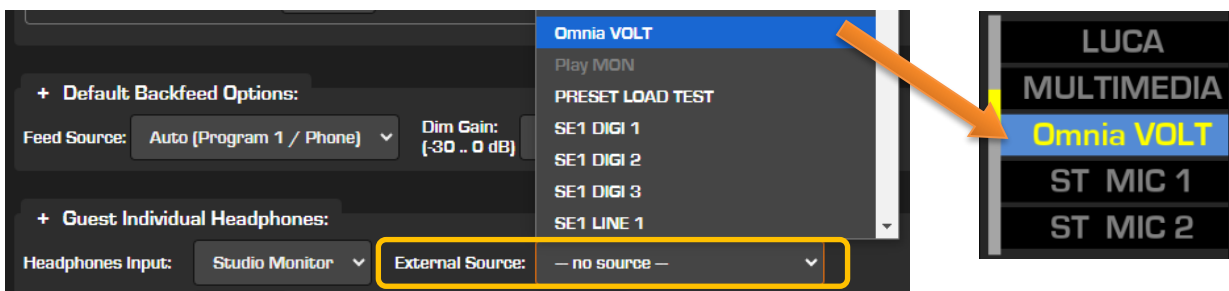 + Default Backfeed Options:
Feed Source: Auto (Program 1 / Phone) Dim Gain:
(-30 .. 0 dB)
+ Guest Individual Headphones:
Headphones Input: Studio Monitor External Source: — no source —
Omnia VOLT
Play MON
PRESET LOAD TEST
SE1 DIGI 1
SE1 DIGI 2
SE1 DIGI 3
SE1 LINE 1
LUCA
MULTIMEDIA
Omnia VOLT
ST MIC 1
ST MIC 2